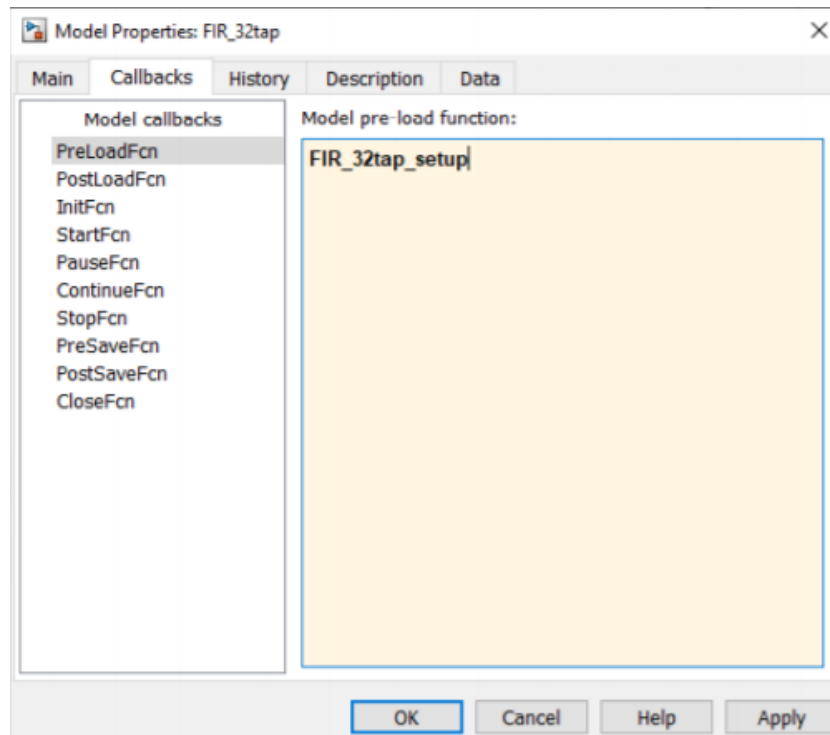 Model Properties: FIR_32tap
Main Callbacks History Description Data
Model callbacks
PreLoadFcn
PostLoadFcn
InitFcn
StartFcn
PauseFcn
ContinueFcn
StopFcn
PreSaveFcn
PostSaveFcn
CloseFcn
Model pre-load function:
FIR_32tap_setup
OK Cancel Help Apply